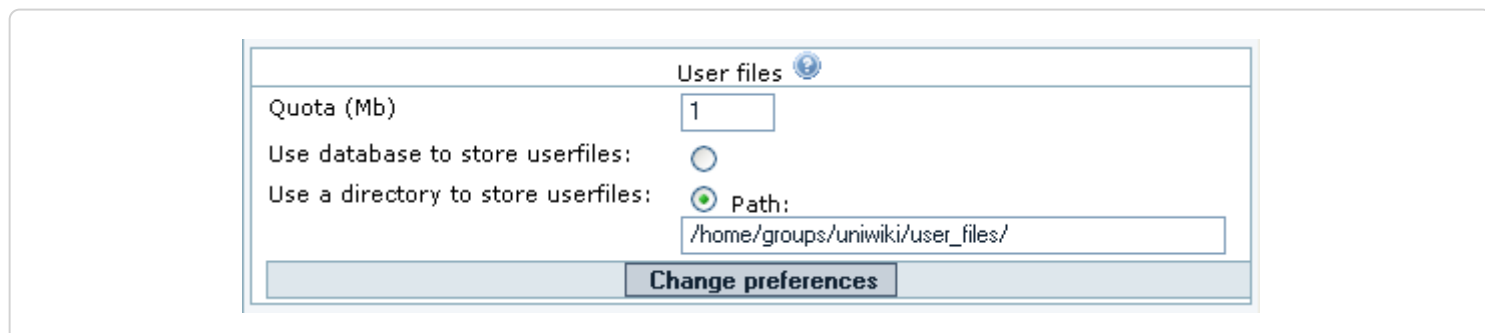 User files
Quota (Mb) 1
Use database to store userfiles:
Use a directory to store userfiles: Path:
/home/groups/uniwiki/user_files/
Change preferences